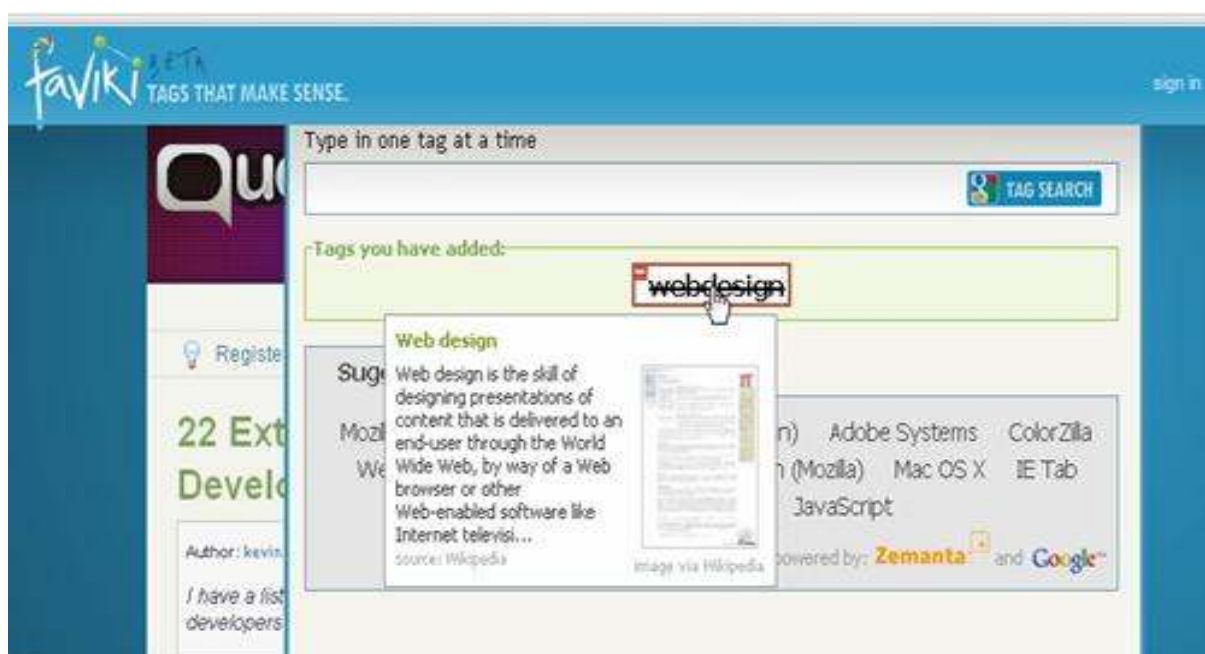 faviki BETA
TAGS THAT MAKE SENSE.
sign in
Type in one tag at a time
TAG SEARCH
Tags you have added:
webdesign
Web design
Web design is the skill of
designing presentations of
content that is delivered to an
end-user through the World
Wide Web, by way of a Web
browser or other
Web-enabled software like
Internet televisi...
source: Wikipedia
image via Wikipedia
Registe
22 Ext
Develo
Author: kevin
I have a list
developers
Sugg
Mozil n) Adobe Systems ColorZilla
We n (Mozilla) Mac OS X IE Tab
JavaScript
powered by: Zemanta and Google